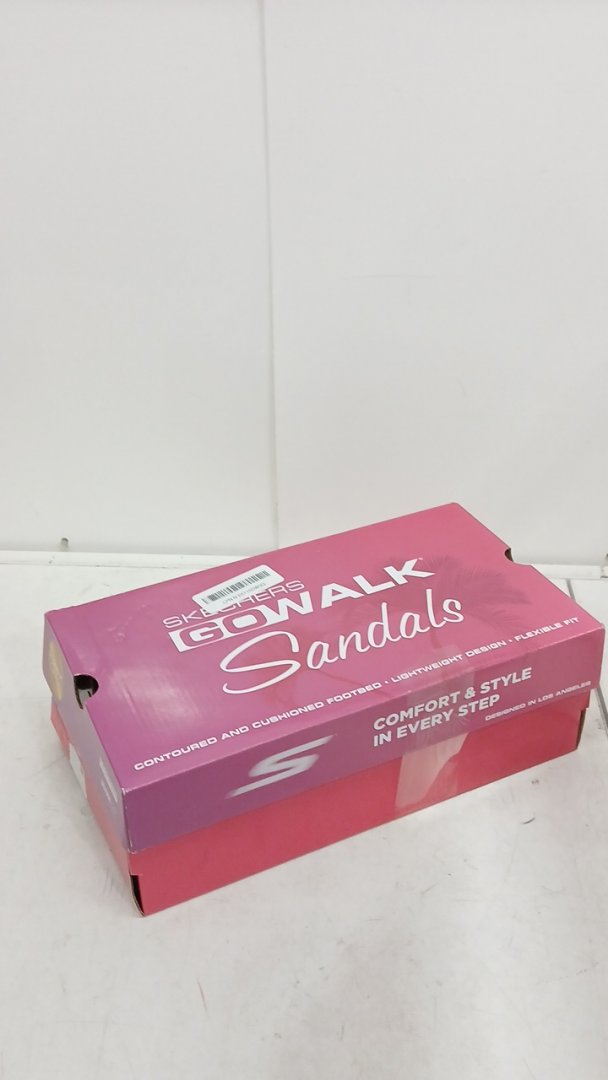 SKECHERS
GOWALK
Sandals
CONTOURED AND CUSHIONED FOOTBED • LIGHTWEIGHT DESIGN • FLEXIBLE FIT
COMFORT & STYLE
IN EVERY STEP
DESIGNED IN LOS ANGELES